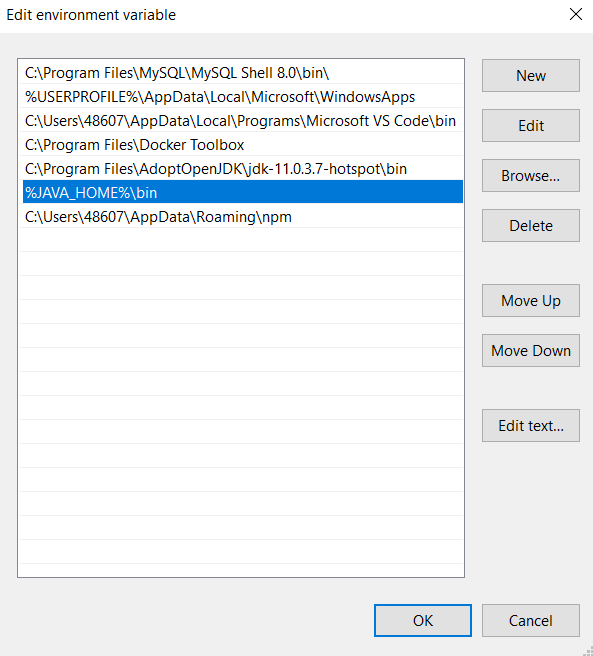 Edit environment variable
C:\Program Files\MySQL\MySQL Shell 8.0\bin\
%USERPROFILE%\AppData\Local\Microsoft\WindowsApps
C:\Users\48607\AppData\Local\Programs\Microsoft VS Code\bin
C:\Program Files\Docker Toolbox
C:\Program Files\AdoptOpenJDK\jdk-11.0.3.7-hotspot\bin
%JAVA_HOME%\bin
C:\Users\48607\AppData\Roaming\npm
New
Edit
Browse...
Delete
Move Up
Move Down
Edit text...
OK
Cancel